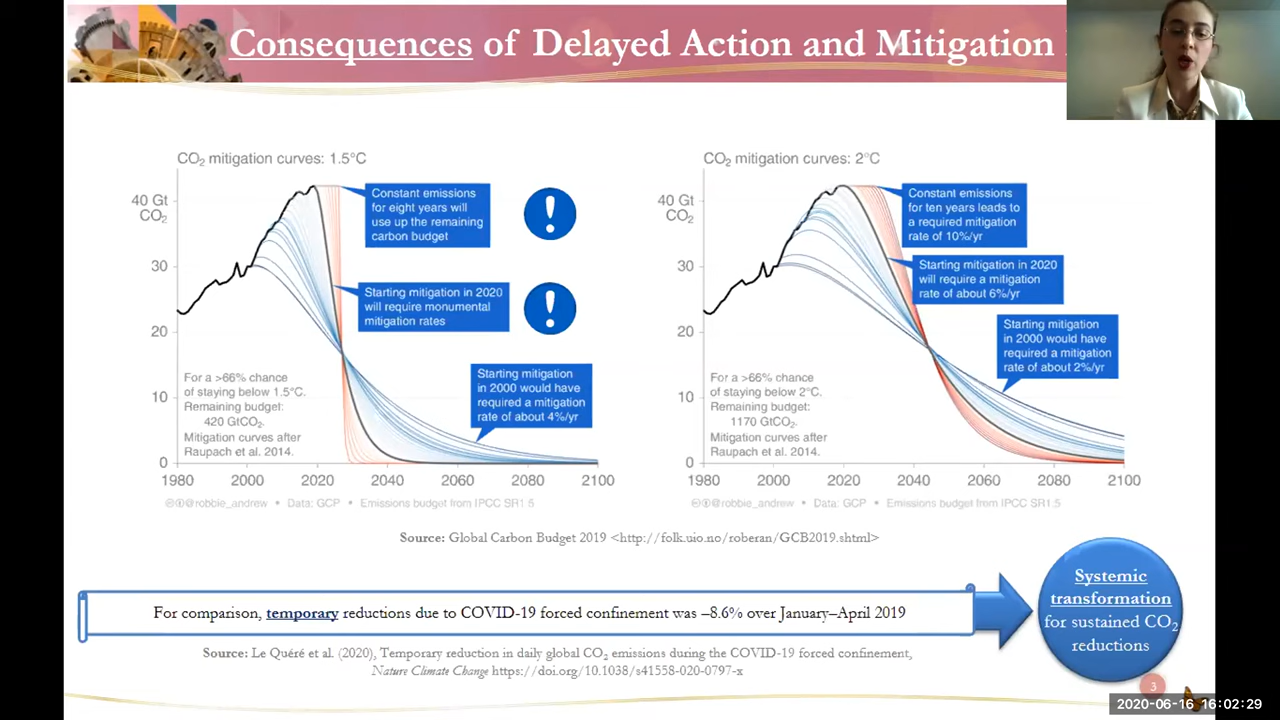 Consequences of Delayed Action and Mitigation
CO₂ mitigation curves: 1.5°C
40 Gt
CO₂
30
20
10
0
1980
2000
2020
2040
2060
2080
2100
Constant emissions
for eight years will
use up the remaining
carbon budget
!
Starting mitigation in 2020
will require monumental
mitigation rates
!
Starting mitigation
in 2000 would have
required a mitigation
rate of about 4%/yr
For a >66% chance
of staying below 1.5°C.
Remaining budget:
420 GtCO₂.
Mitigation curves after
Raupach et al. 2014.
@robbie_andrew • Data: GCP • Emissions budget from IPCC SR1.5
CO₂ mitigation curves: 2°C
40 Gt
CO₂
30
20
10
0
1980
2000
2020
2040
2060
2080
2100
Constant emissions
for ten years leads to
a required mitigation
rate of 10%/yr
Starting mitigation in 2020
will require a mitigation
rate of about 6%/yr
Starting mitigation
in 2000 would have
required a mitigation
rate of about 2%/yr
For a >66% chance
of staying below 2°C.
Remaining budget:
1170 GtCO₂.
Mitigation curves after
Raupach et al. 2014.
@robbie_andrew • Data: GCP • Emissions budget from IPCC SR1.5
Source: Global Carbon Budget 2019 <http://folk.uio.no/roberan/GCB2019.shtml>
For comparison, temporary reductions due to COVID-19 forced confinement was –8.6% over January–April 2019
Systemic
transformation
for sustained CO₂
reductions
Source: Le Quéré et al. (2020), Temporary reduction in daily global CO₂ emissions during the COVID-19 forced confinement,
Nature Climate Change https://doi.org/10.1038/s41558-020-0797-x
3
2020-06-16 16:02:29